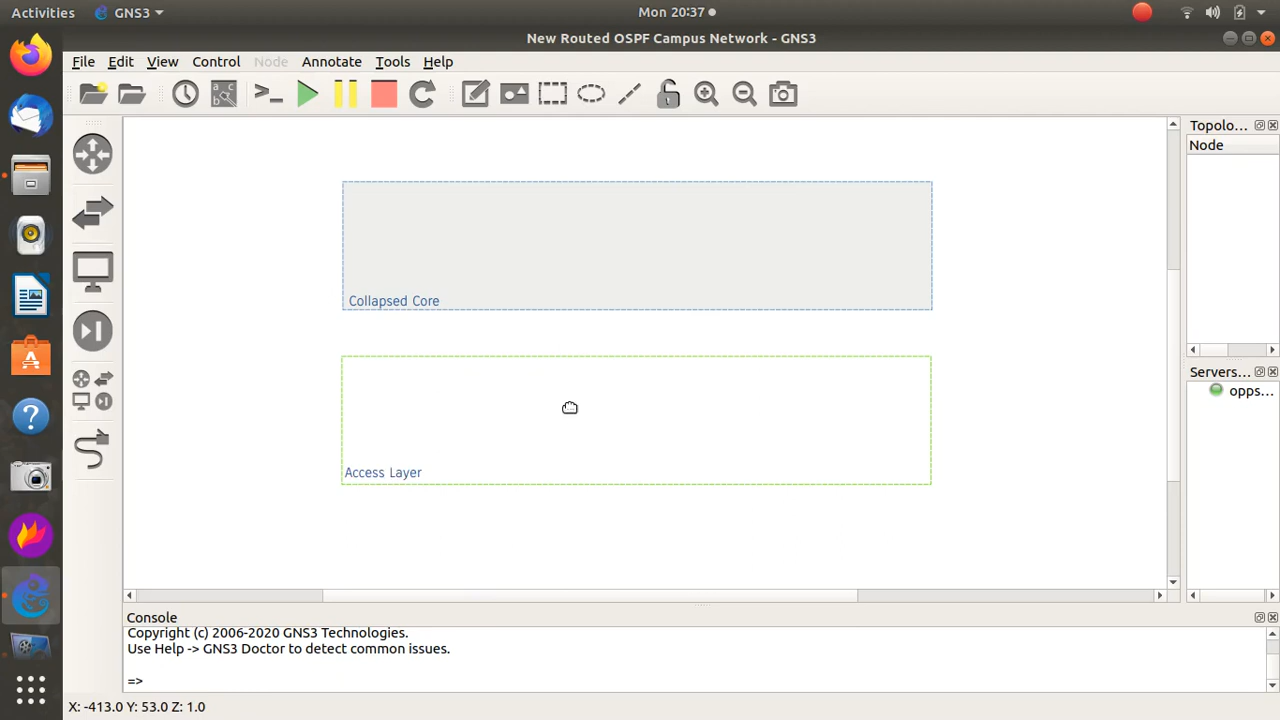 Activities
GNS3
Mon 20:37
New Routed OSPF Campus Network - GNS3
File Edit View Control Node Annotate Tools Help
Topolo...
Node
Collapsed Core
Servers...
opps...
Access Layer
Console
Copyright (c) 2006-2020 GNS3 Technologies.
Use Help -> GNS3 Doctor to detect common issues.
=>
X: -413.0 Y: 53.0 Z: 1.0